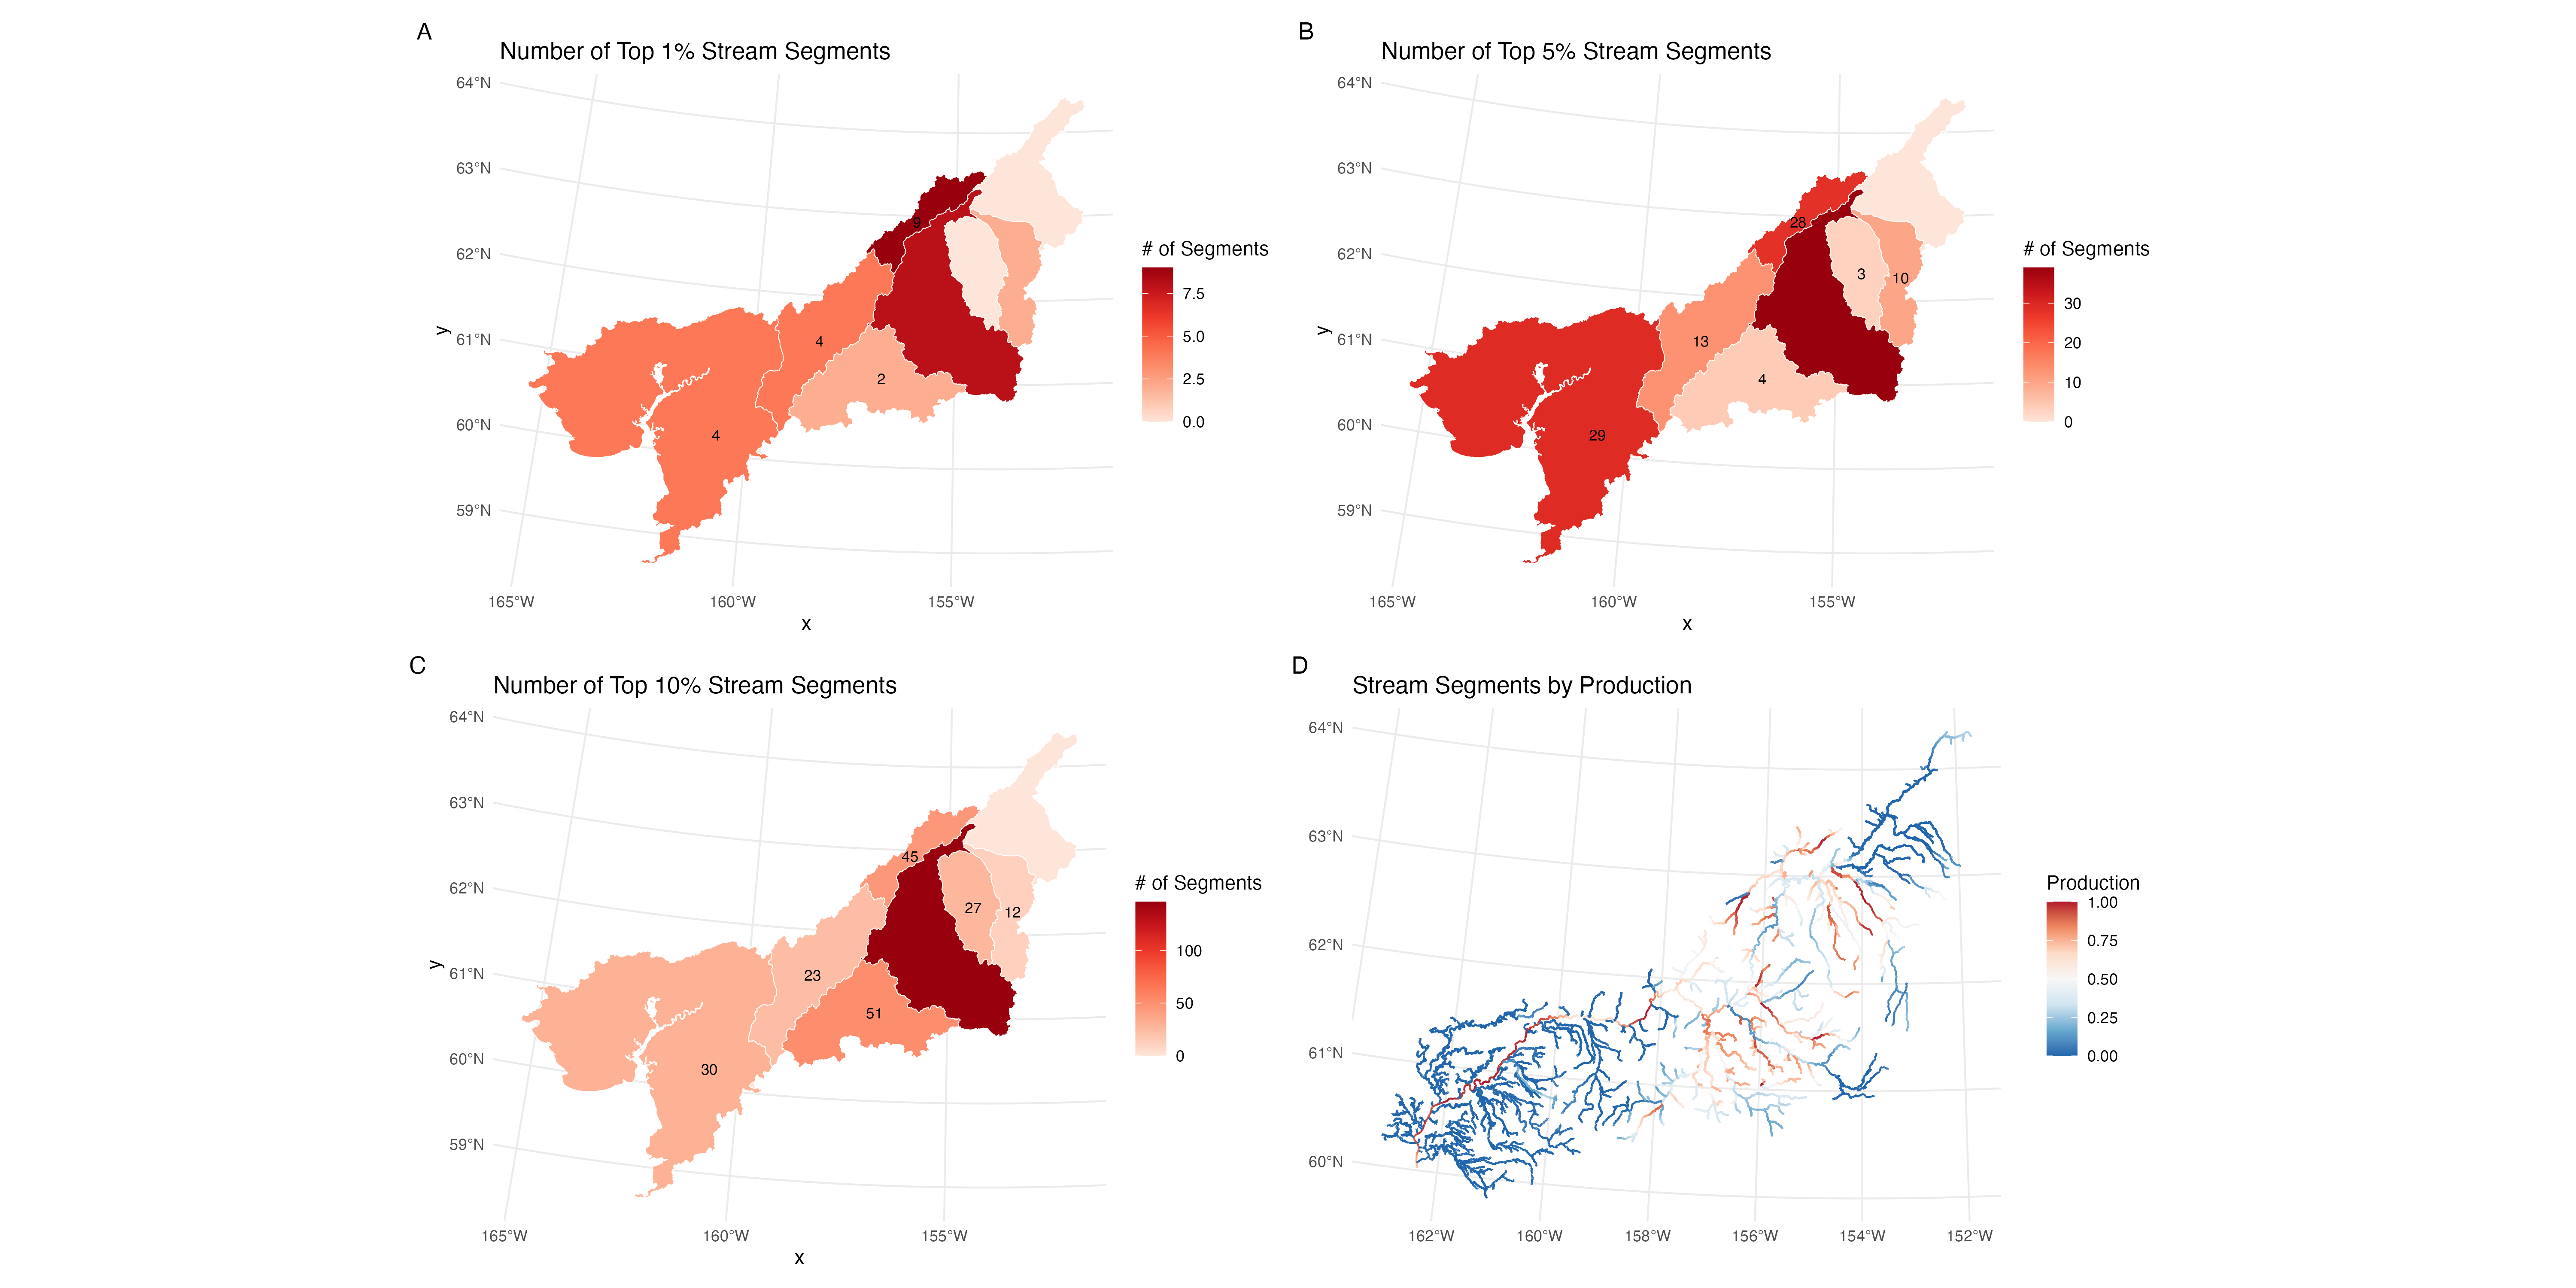 A
Number of Top 1% Stream Segments
64°N
63°N
62°N
61°N
60°N
59°N
y
9
4
2
4
165°W
160°W
155°W
x
# of Segments
7.5
5.0
2.5
0.0
B
Number of Top 5% Stream Segments
64°N
63°N
62°N
61°N
60°N
59°N
y
28
3
10
13
4
29
165°W
160°W
155°W
x
# of Segments
30
20
10
0
C
Number of Top 10% Stream Segments
64°N
63°N
62°N
61°N
60°N
59°N
y
45
27
12
23
51
30
165°W
160°W
155°W
x
# of Segments
100
50
0
D
Stream Segments by Production
64°N
63°N
62°N
61°N
60°N
162°W
160°W
158°W
156°W
154°W
152°W
Production
1.00
0.75
0.50
0.25
0.00